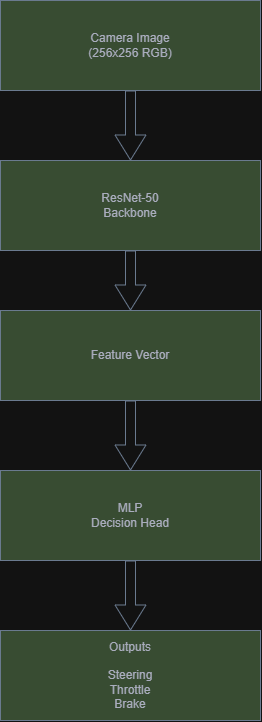 Camera Image
(256x256 RGB)
ResNet-50
Backbone
Feature Vector
MLP
Decision Head
Outputs
Steering
Throttle
Brake